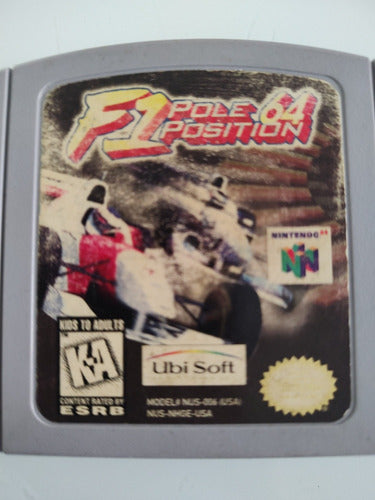 F1 POLE 64
POSITION
NINTENDO 64
N
KIDS TO ADULTS
K-A
CONTENT RATED BY
ESRB
Ubi Soft
MODEL# NUS-006 (USA)
NUS-NHGE-USA